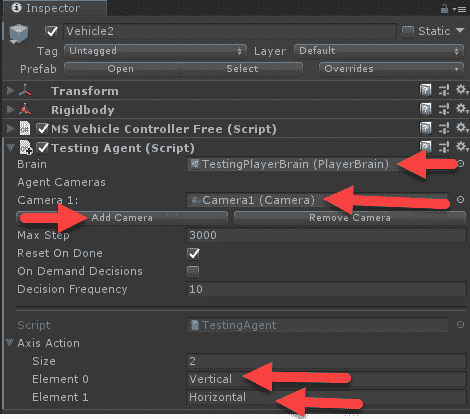 Inspector
Vehicle2
Static
Tag Untagged Layer Default
Prefab Open Select Overrides
Transform
Rigidbody
MS Vehicle Controller Free (Script)
Testing Agent (Script)
Brain TestingPlayerBrain (PlayerBrain)
Agent Cameras
Camera 1: Camera1 (Camera)
Add Camera Remove Camera
Max Step 3000
Reset On Done
On Demand Decisions
Decision Frequency 10
Script TestingAgent
Axis Action
Size 2
Element 0 Vertical
Element 1 Horizontal